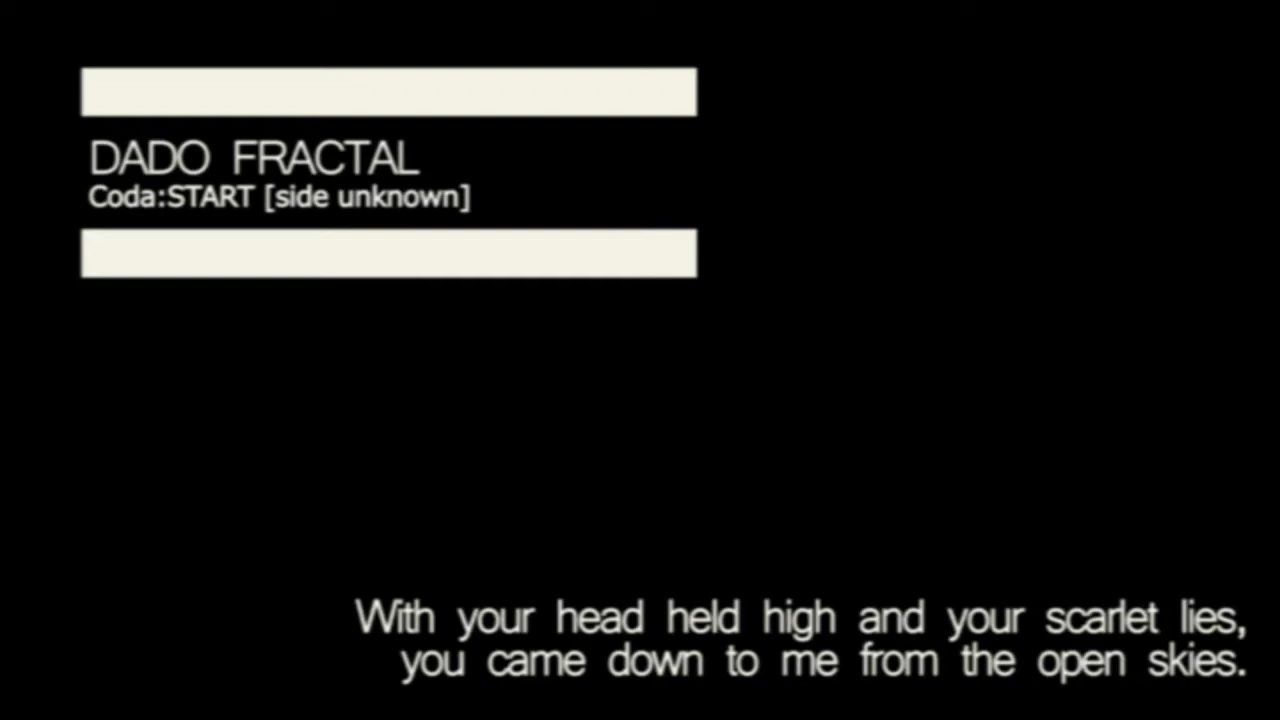 DADO FRACTAL
Coda:START [side unknown]
With your head held high and your scarlet lies,
you came down to me from the open skies.